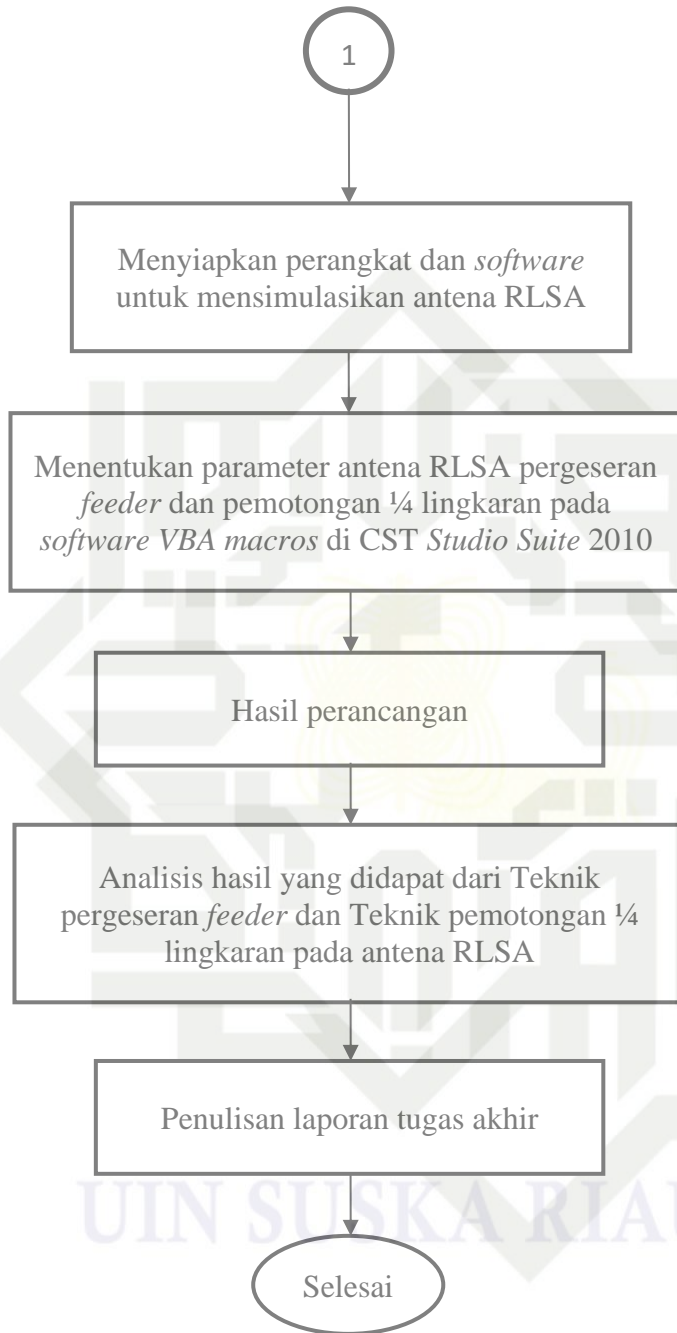 1
Menyiapkan perangkat dan software
untuk mensimulasikan antena RLSA
Menentukan parameter antena RLSA pergeseran
feeder dan pemotongan ¼ lingkaran pada
software VBA macros di CST Studio Suite 2010
Hasil perancangan
Analisis hasil yang didapat dari Teknik
pergeseran feeder dan Teknik pemotongan ¼
lingkaran pada antena RLSA
Penulisan laporan tugas akhir
UIN SUSKA RIAU
Selesai